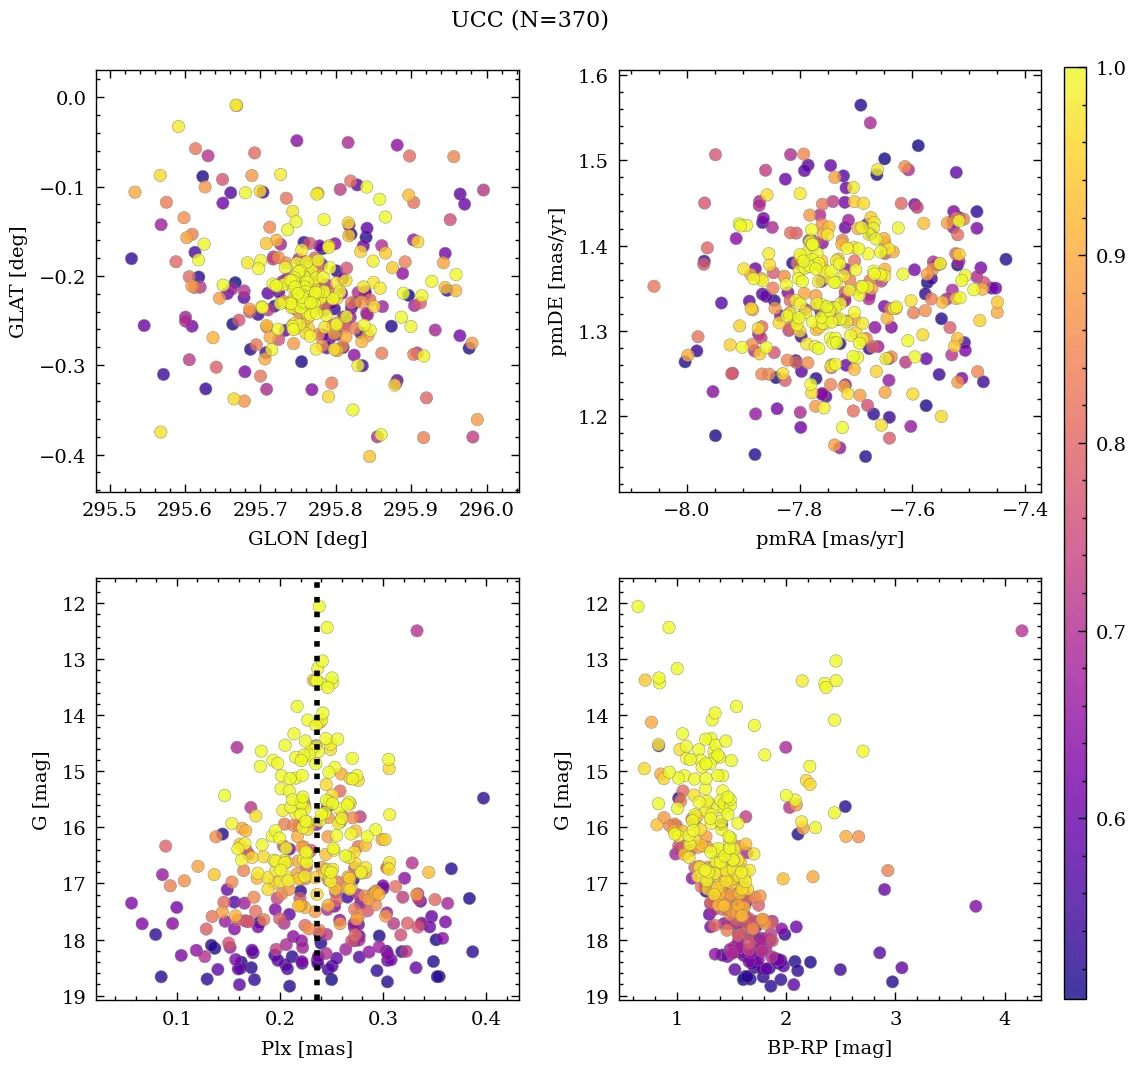 UCC (N=370)
0.0
−0.1
−0.2
−0.3
−0.4
GLAT [deg]
295.5 295.6 295.7 295.8 295.9 296.0
GLON [deg]
1.6
1.5
1.4
1.3
1.2
pmDE [mas/yr]
−8.0 −7.8 −7.6 −7.4
pmRA [mas/yr]
12
13
14
15
16
17
18
19
G [mag]
0.1 0.2 0.3 0.4
Plx [mas]
12
13
14
15
16
17
18
19
G [mag]
1 2 3 4
BP-RP [mag]
1.0
0.9
0.8
0.7
0.6